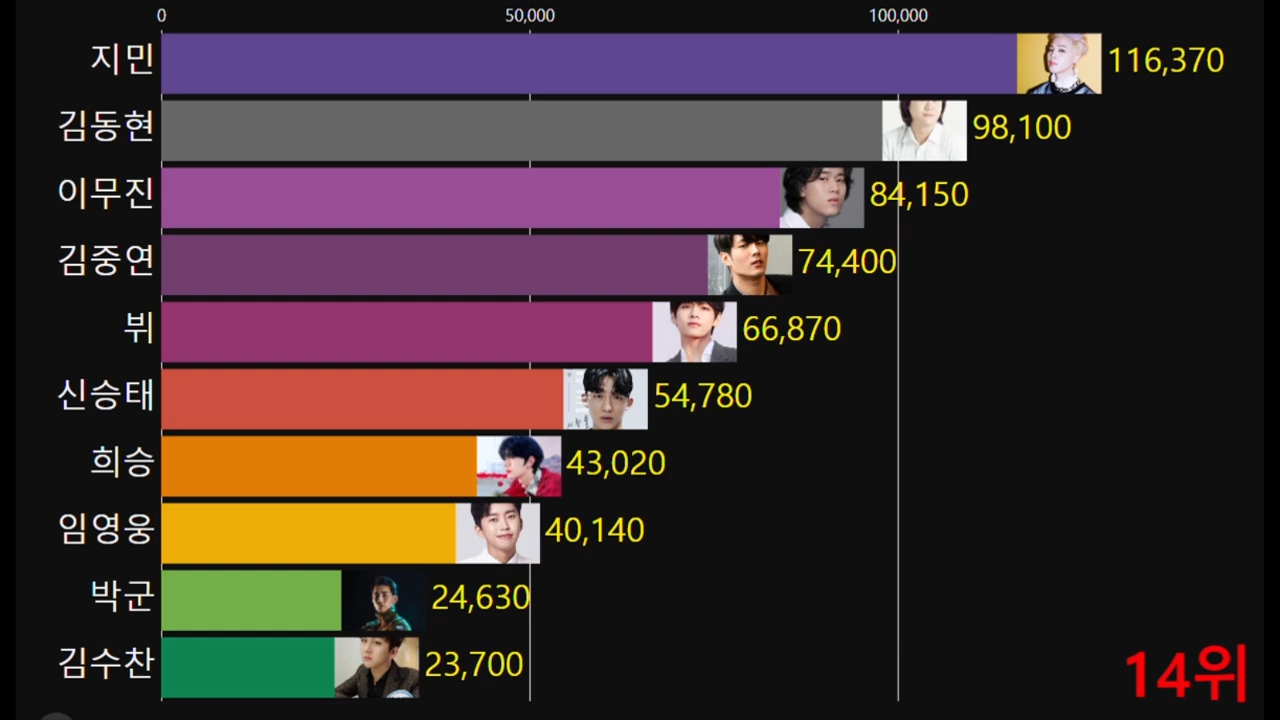 0 50,000 100,000
지민 116,370
김동현 98,100
이무진 84,150
김중연 74,400
뷔 66,870
신승태 54,780
희승 43,020
임영웅 40,140
박군 24,630
김수찬 23,700
14위